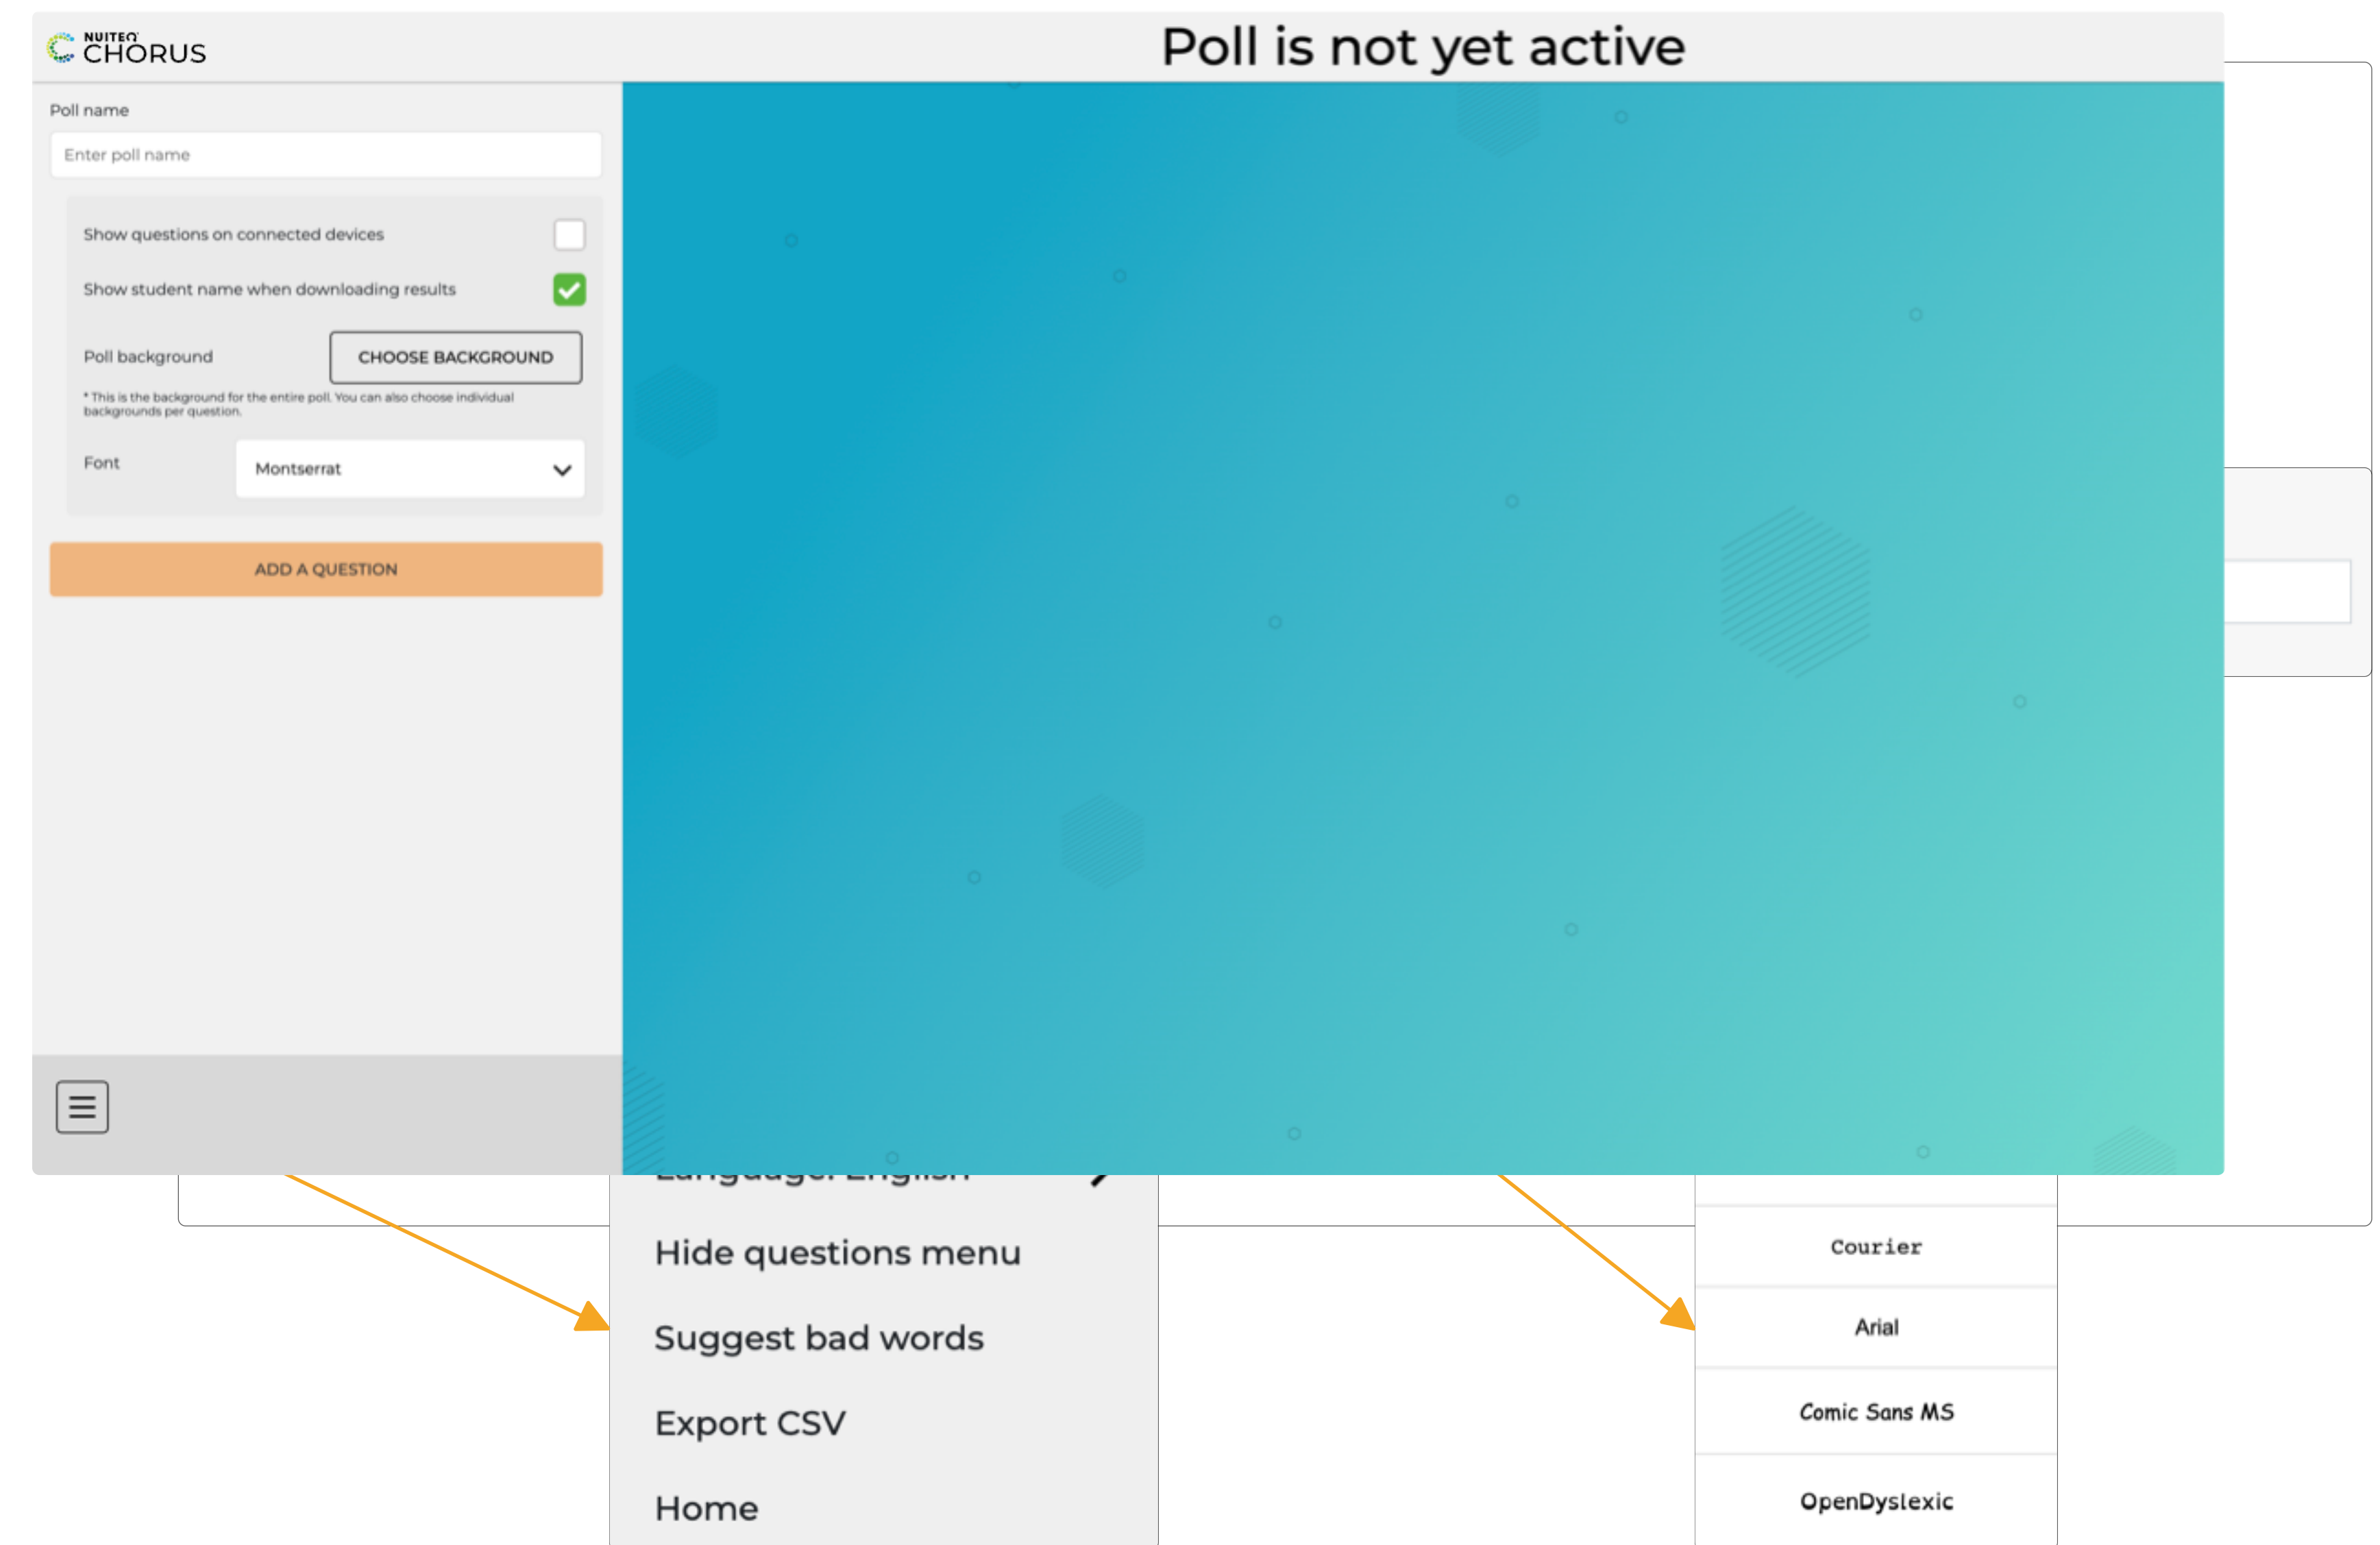 NUITEQ
CHORUS
Poll is not yet active
Poll name
Enter poll name
Show questions on connected devices
Show student name when downloading results
Poll background
CHOOSE BACKGROUND
* This is the background for the entire poll. You can also choose individual
backgrounds per question.
Font
Montserrat
ADD A QUESTION
Language: English
Hide questions menu
Suggest bad words
Export CSV
Home
Courier
Arial
Comic Sans MS
OpenDyslexic